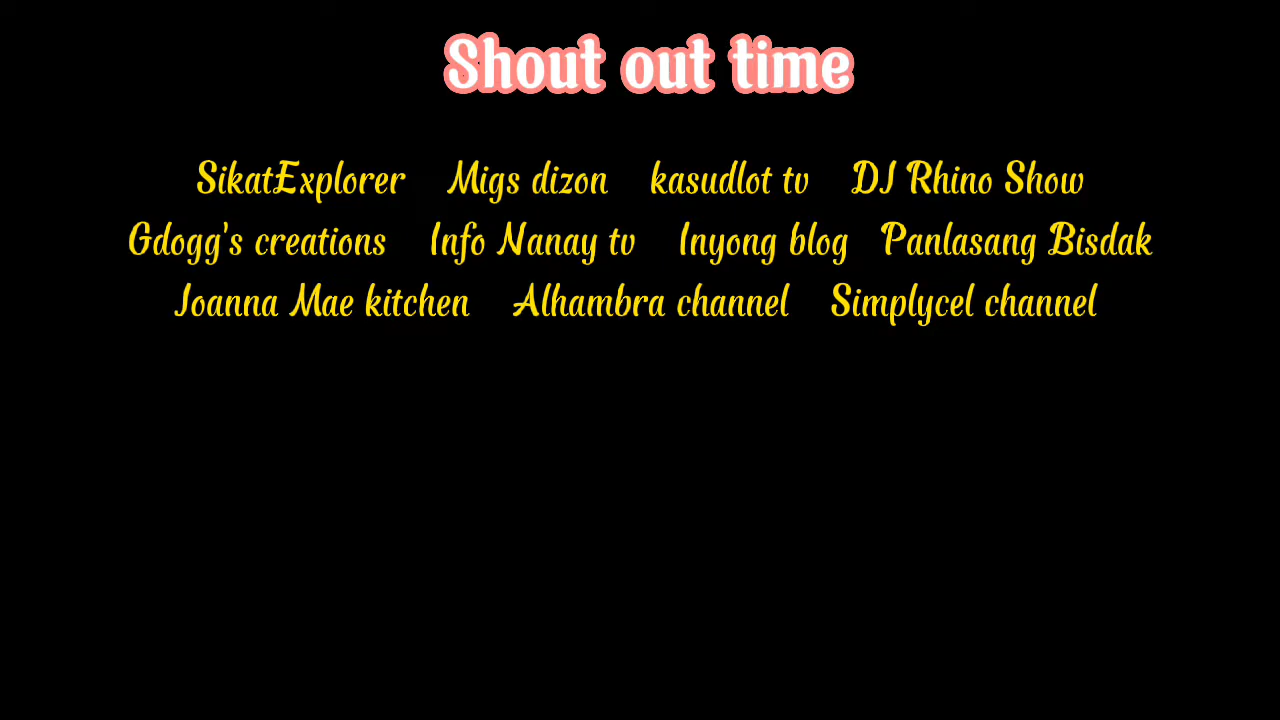 Shout out time
SikatExplorer Migs dizon kasudlot tv DJ Rhino Show
Gdogg's creations Info Nanay tv Inyong blog Panlasang Bisdak
Joanna Mae kitchen Alhambra channel Simplycel channel